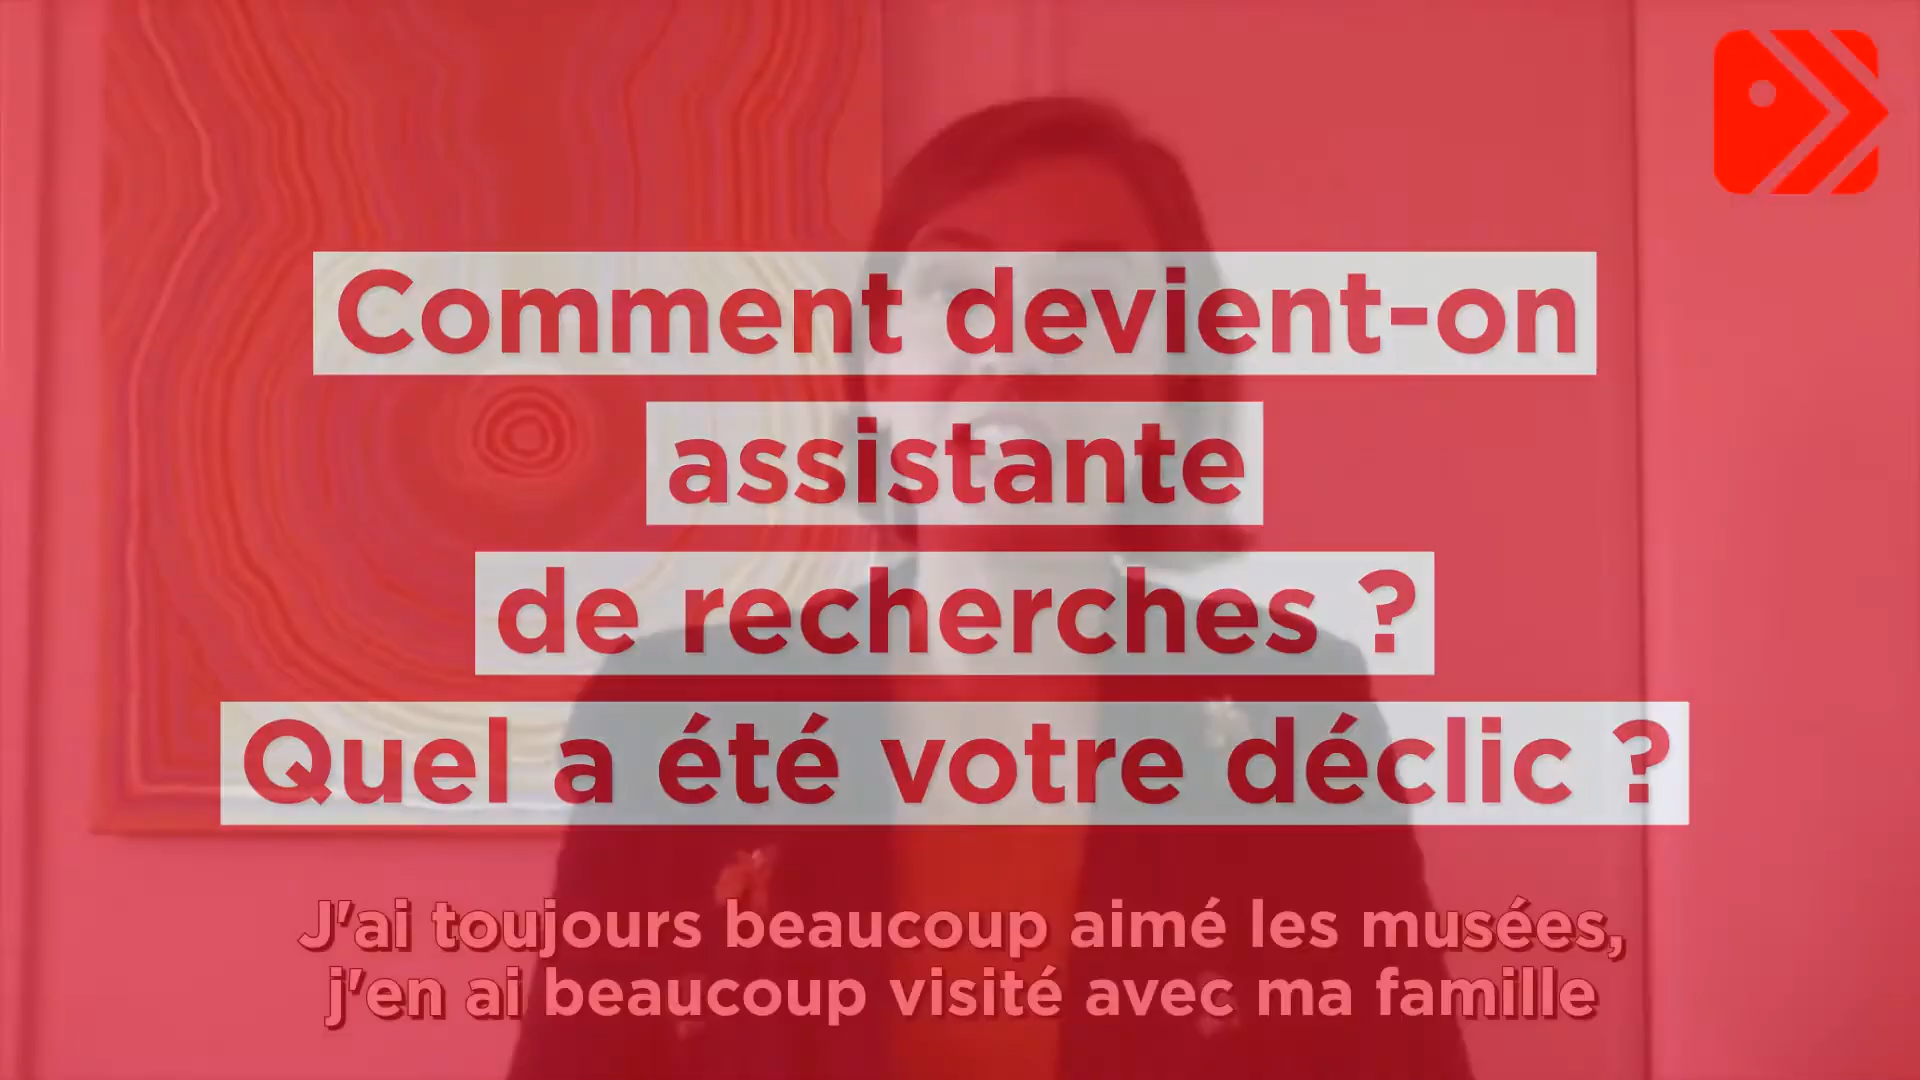 Comment devient-on
assistante
de recherches ?
Quel a été votre déclic ?
J'ai toujours beaucoup aimé les musées,
j'en ai beaucoup visité avec ma famille